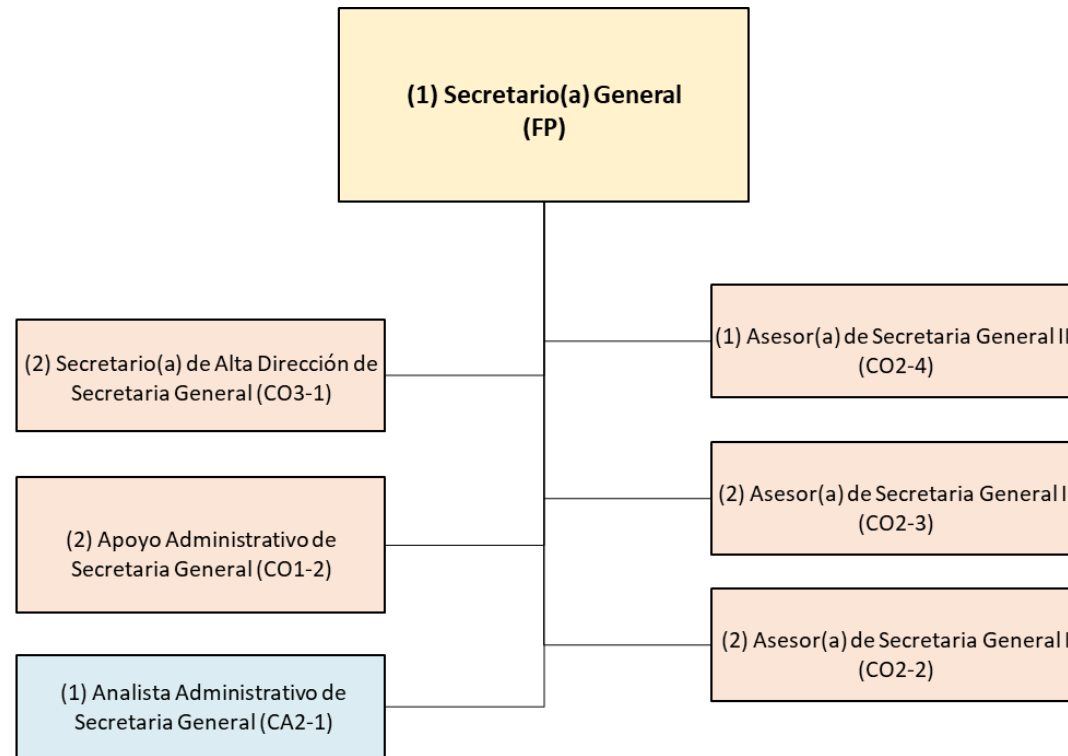 (1) Secretario(a) General
(FP)
(2) Secretario(a) de Alta Dirección de
Secretaria General (CO3-1)
(2) Apoyo Administrativo de
Secretaria General (CO1-2)
(1) Analista Administrativo de
Secretaria General (CA2-1)
(1) Asesor(a) de Secretaria General
(CO2-4)
(2) Asesor(a) de Secretaria General
(CO2-3)
(2) Asesor(a) de Secretaria General
(CO2-2)